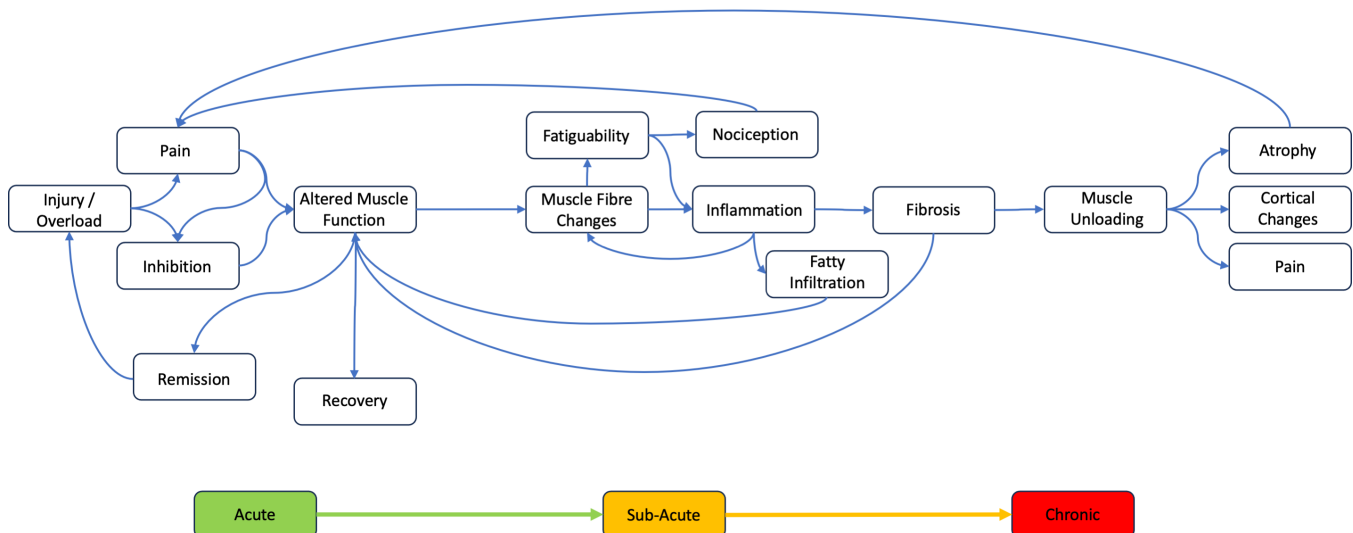 Fatiguability
Nociception
Pain
Atrophy
Injury /
Overload
Altered Muscle
Function
Muscle Fibre
Changes
Inflammation
Fibrosis
Muscle
Unloading
Cortical
Changes
Inhibition
Fatty
Infiltration
Pain
Remission
Recovery
Acute
Sub-Acute
Chronic